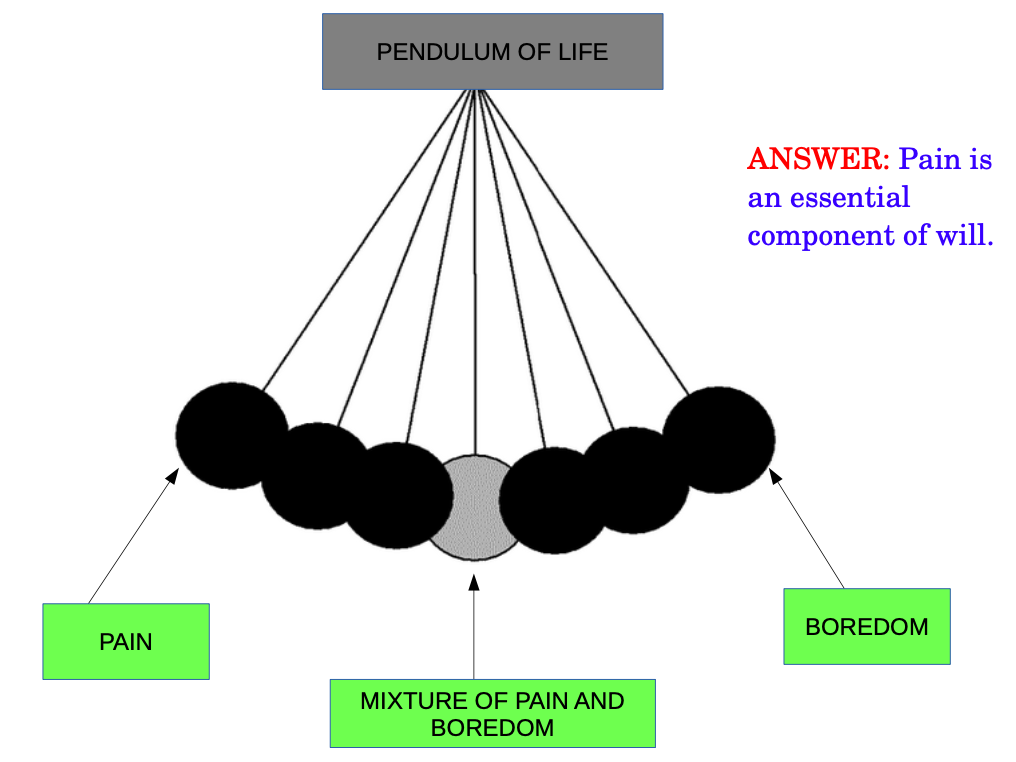 PENDULUM OF LIFE
ANSWER: Pain is
an essential
component of will.
PAIN
MIXTURE OF PAIN AND
BOREDOM
BOREDOM